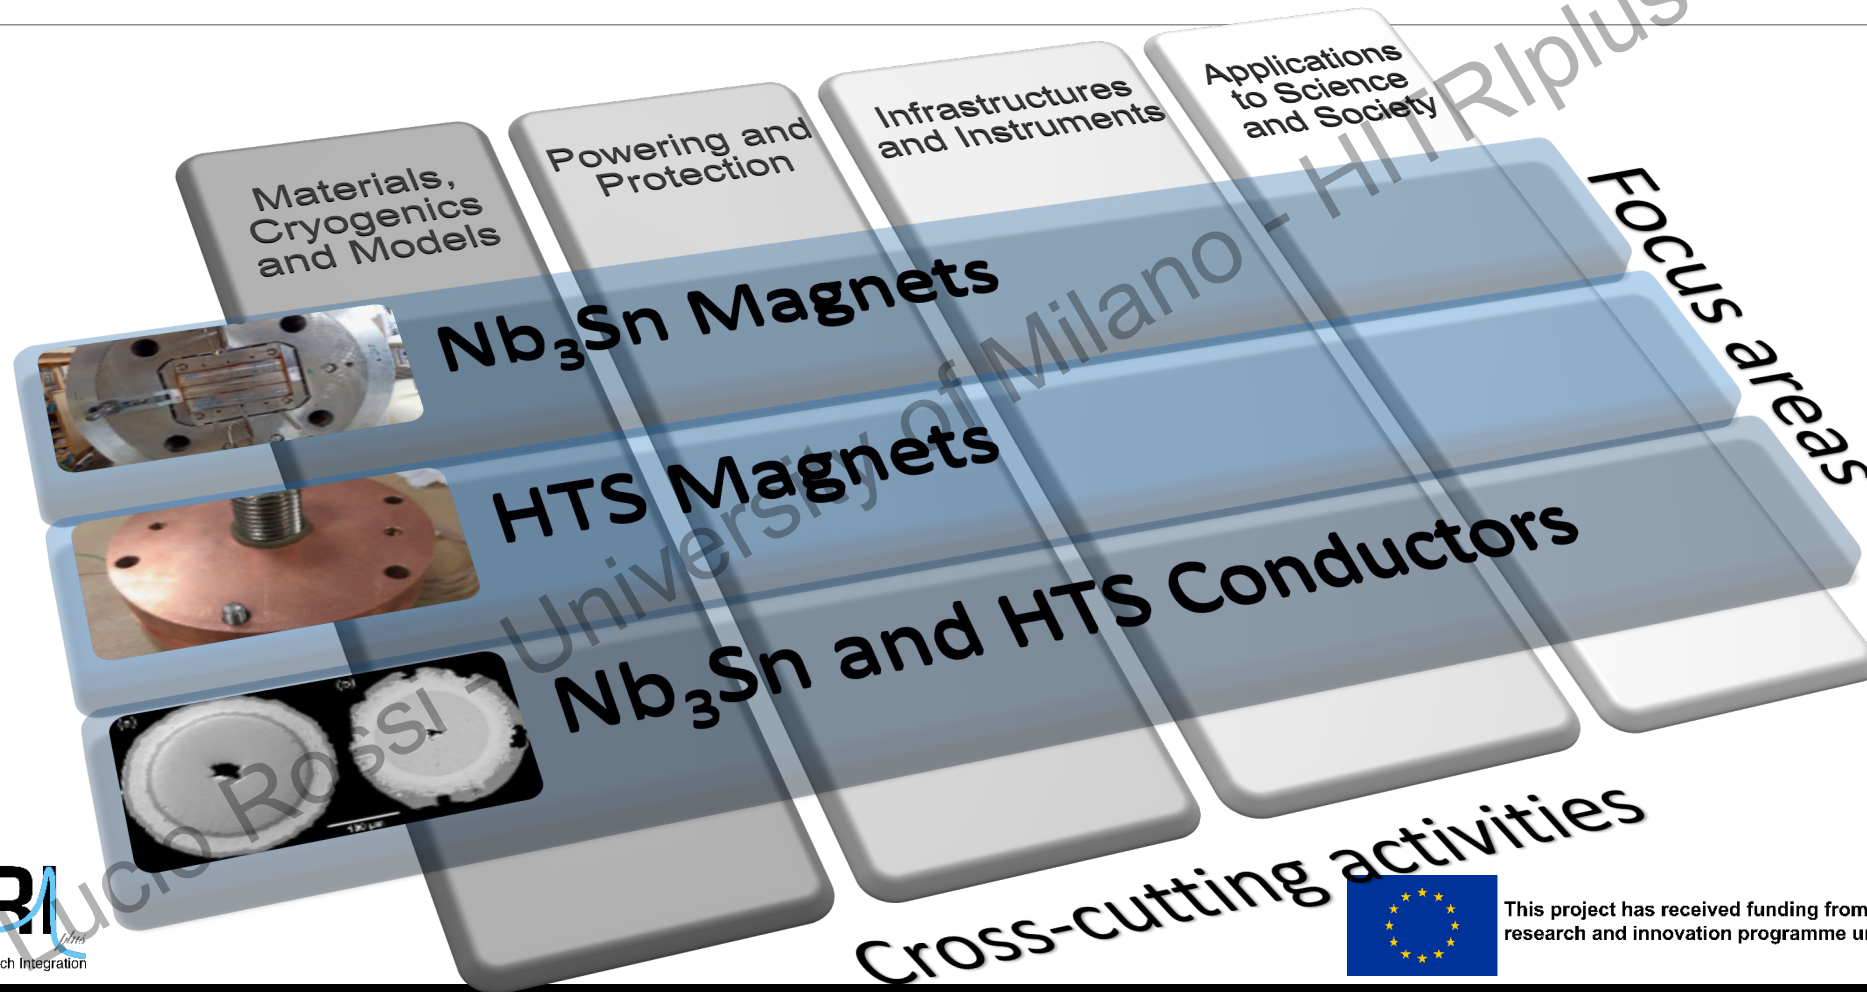 Applications
to Science
and Society
Infrastructures
and Instruments
Powering and
Protection
Materials,
Cryogenics
and Models
Focus areas
Nb₃Sn Magnets
HTS Magnets
Nb₃Sn and HTS Conductors
Cross-cutting activities
Lucio Rossi - University of Milano - HITRIplus
plus
ch Integration
This project has received funding from
research and innovation programme